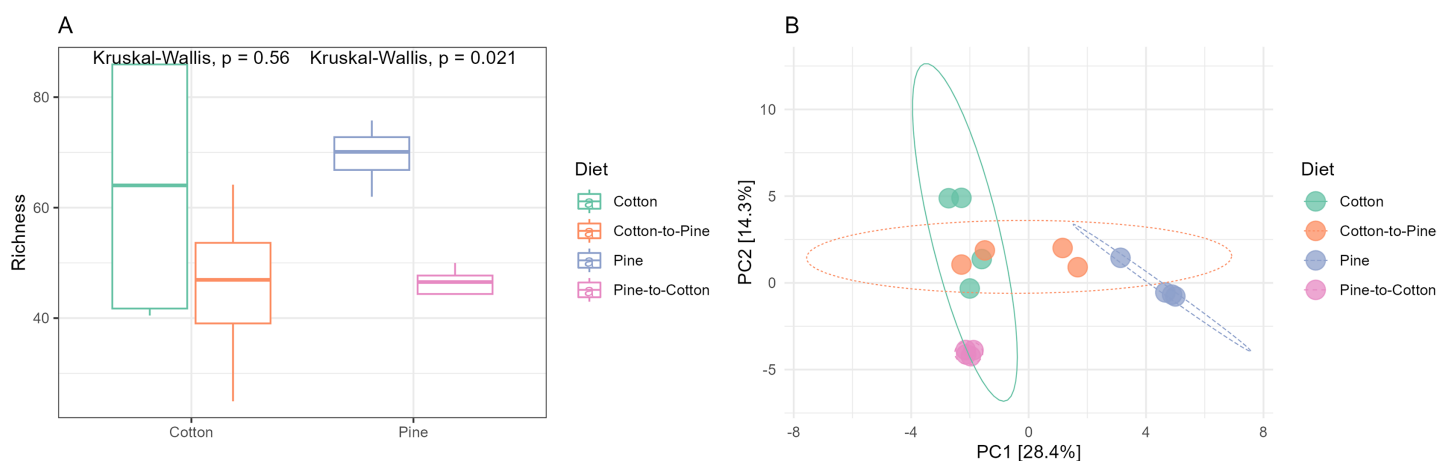 A
Kruskal-Wallis, p = 0.56 Kruskal-Wallis, p = 0.021
80
60
40
Richness
Cotton Pine
Diet
a Cotton
a Cotton-to-Pine
a Pine
a Pine-to-Cotton
B
10
5
0
-5
PC2 [14.3%]
-8 -4 0 4 8
PC1 [28.4%]
Diet
Cotton
Cotton-to-Pine
Pine
Pine-to-Cotton